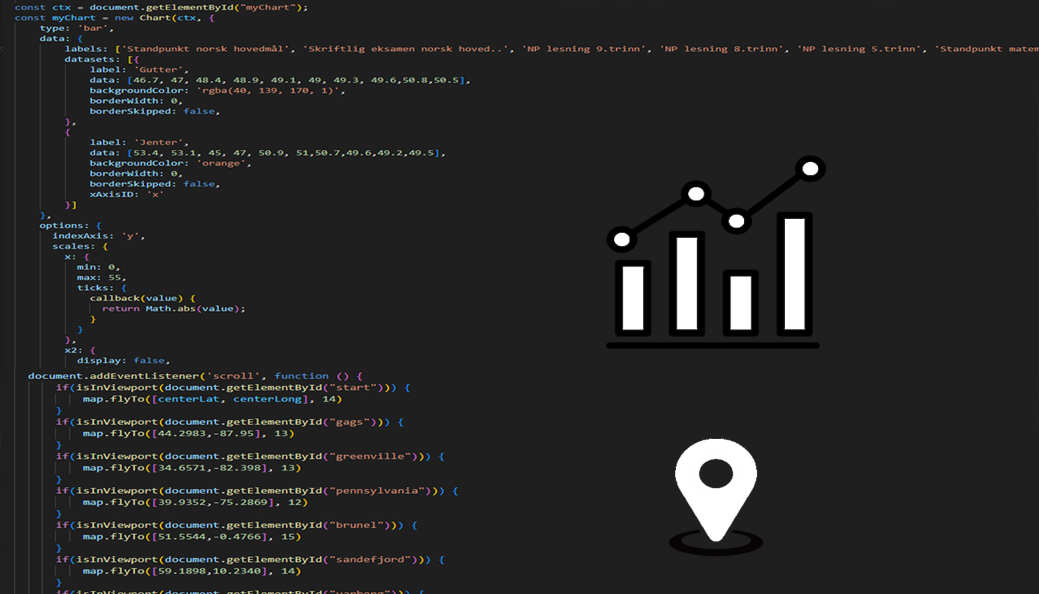 const ctx = document.getElementById("myChart");
const myChart = new Chart(ctx, {
type: 'bar',
data: {
labels: ['Standpunkt norsk hovedmål', 'Skriftlig eksamen norsk hoved..', 'NP lesning 9.trinn', 'NP lesning 8.trinn', 'NP lesning 5.trinn', 'Standpunkt matem
datasets: [{
label: 'Gutter',
data: [46.7, 47, 48.4, 48.9, 49.1, 49, 49.3, 49.6,50.8,50.5],
backgroundColor: 'rgba(40, 139, 170, 1)',
borderWidth: 0,
borderSkipped: false,
},
{
label: 'Jenter',
data: [53.4, 53.1, 45, 47, 50.9, 51,50.7,49.6,49.2,49.5],
backgroundColor: 'orange',
borderWidth: 0,
borderSkipped: false,
xAxisID: 'x'
}]
},
options: {
indexAxis: 'y',
scales: {
x: {
min: 0,
max: 55,
ticks: {
callback(value) {
return Math.abs(value);
}
}
},
x2: {
display: false,
document.addEventListener('scroll', function () {
if(isInViewport(document.getElementById("start"))) {
map.flyTo([centerLat, centerLong], 14)
}
if(isInViewport(document.getElementById("gags"))) {
map.flyTo([44.2983,-87.95], 13)
}
if(isInViewport(document.getElementById("greenville"))) {
map.flyTo([34.6571,-82.398], 13)
}
if(isInViewport(document.getElementById("pennsylvania"))) {
map.flyTo([39.9352,-75.2869], 12)
}
if(isInViewport(document.getElementById("brunel"))) {
map.flyTo([51.5544,-0.4766], 15)
}
if(isInViewport(document.getElementById("sandefjord"))) {
map.flyTo([59.1898,10.2340], 14)
}
if(isInViewport(document.getElementById(